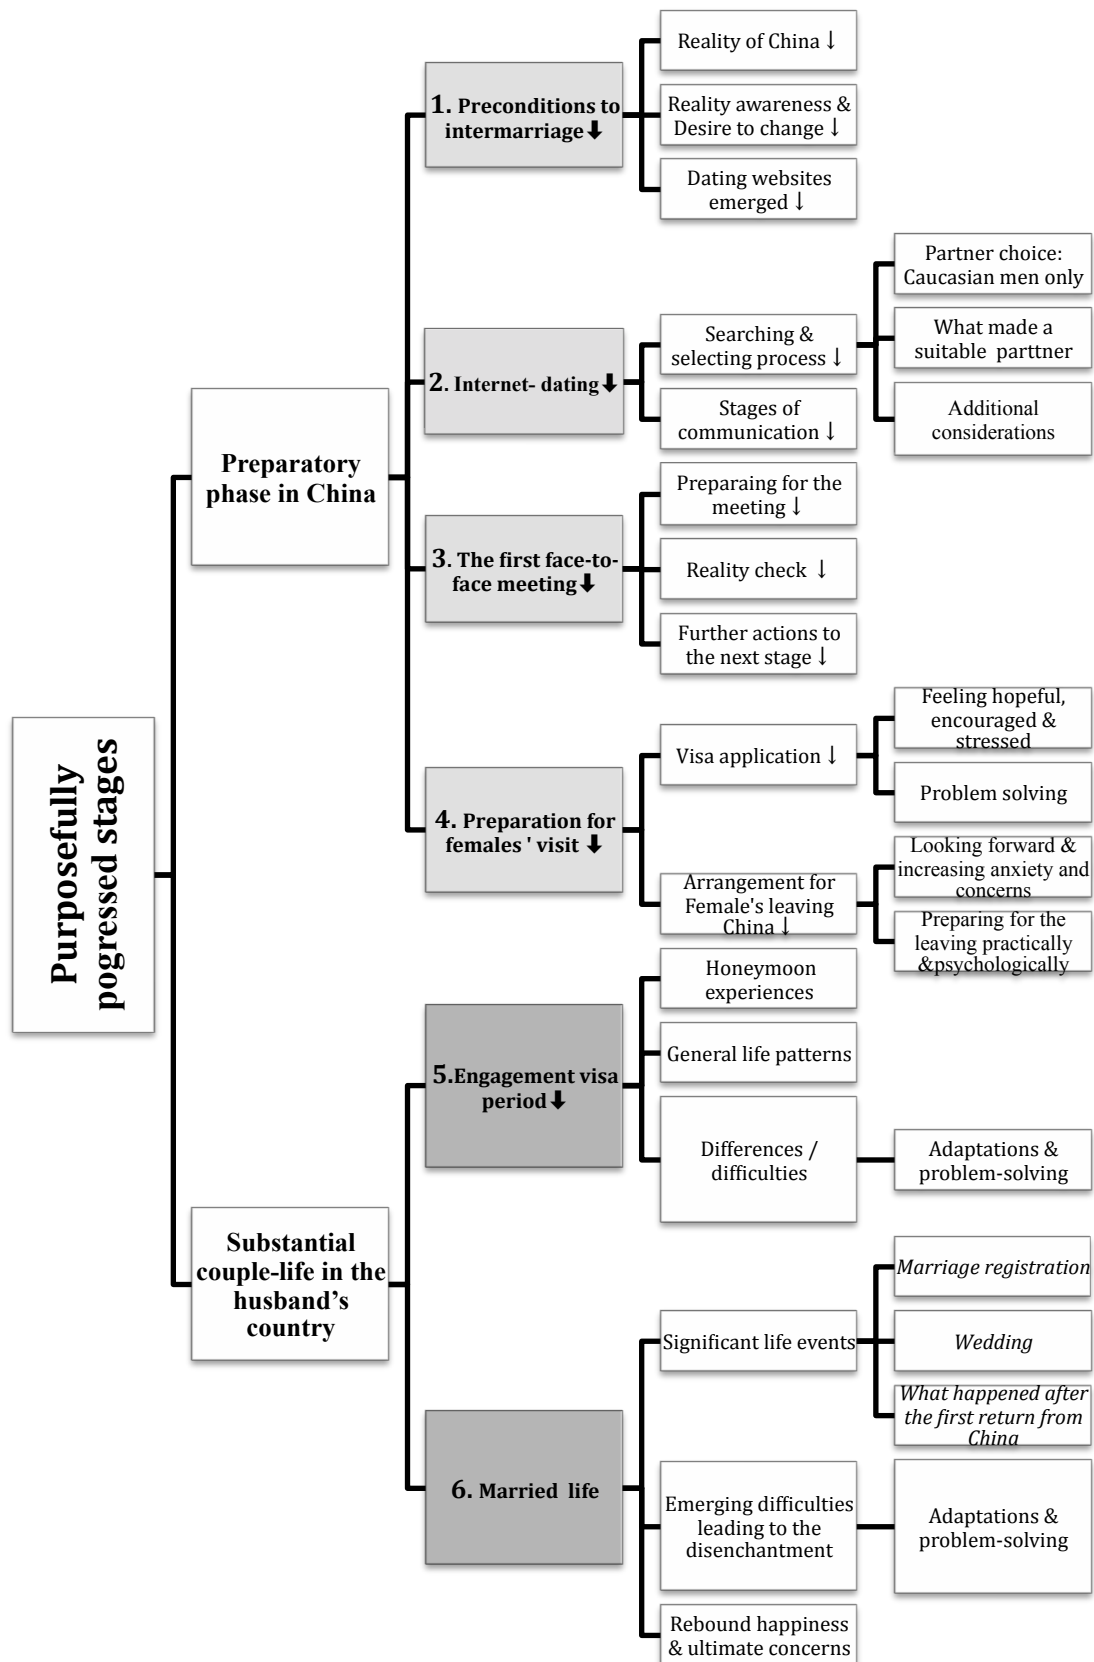 Purposefully
pogressed stages
Preparatory
phase in China
1. Preconditions to
intermarriage ⬇
Reality of China ↓
Reality awareness &
Desire to change ↓
Dating websites
emerged ↓
2. Internet- dating ⬇
Searching &
selecting process ↓
Partner choice:
Caucasian men only
What made a
suitable parttner
Additional
considerations
Stages of
communication ↓
3. The first face-to-
face meeting ⬇
Preparaing for the
meeting ↓
Reality check ↓
Further actions to
the next stage ↓
4. Preparation for
females ' visit ⬇
Visa application ↓
Feeling hopeful,
encouraged &
stressed
Problem solving
Arrangement for
Female's leaving
China ↓
Looking forward &
increasing anxiety and
concerns
Preparing for the
leaving practically
&psychologically
Substantial
couple-life in the
husband’s
country
5.Engagement visa
period ⬇
Honeymoon
experiences
General life patterns
Differences /
difficulties
Adaptations &
problem-solving
6. Married life
Significant life events
Marriage registration
Wedding
What happened after
the first return from
China
Emerging difficulties
leading to the
disenchantment
Adaptations &
problem-solving
Rebound happiness
& ultimate concerns